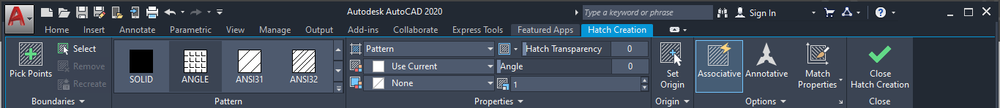 Autodesk AutoCAD 2020
Type a keyword or phrase
Sign In
Home Insert Annotate Parametric View Manage Output Add-ins Collaborate Express Tools Featured Apps Hatch Creation
Pick Points
Select
Remove
Recreate
Boundaries
SOLID
ANGLE
ANSI31
ANSI32
Pattern
Pattern
Use Current
None
Hatch Transparency 0
Angle 0
1
Properties
Set
Origin
Origin
Associative
Annotative
Match
Properties
Options
Close
Hatch Creation
Close